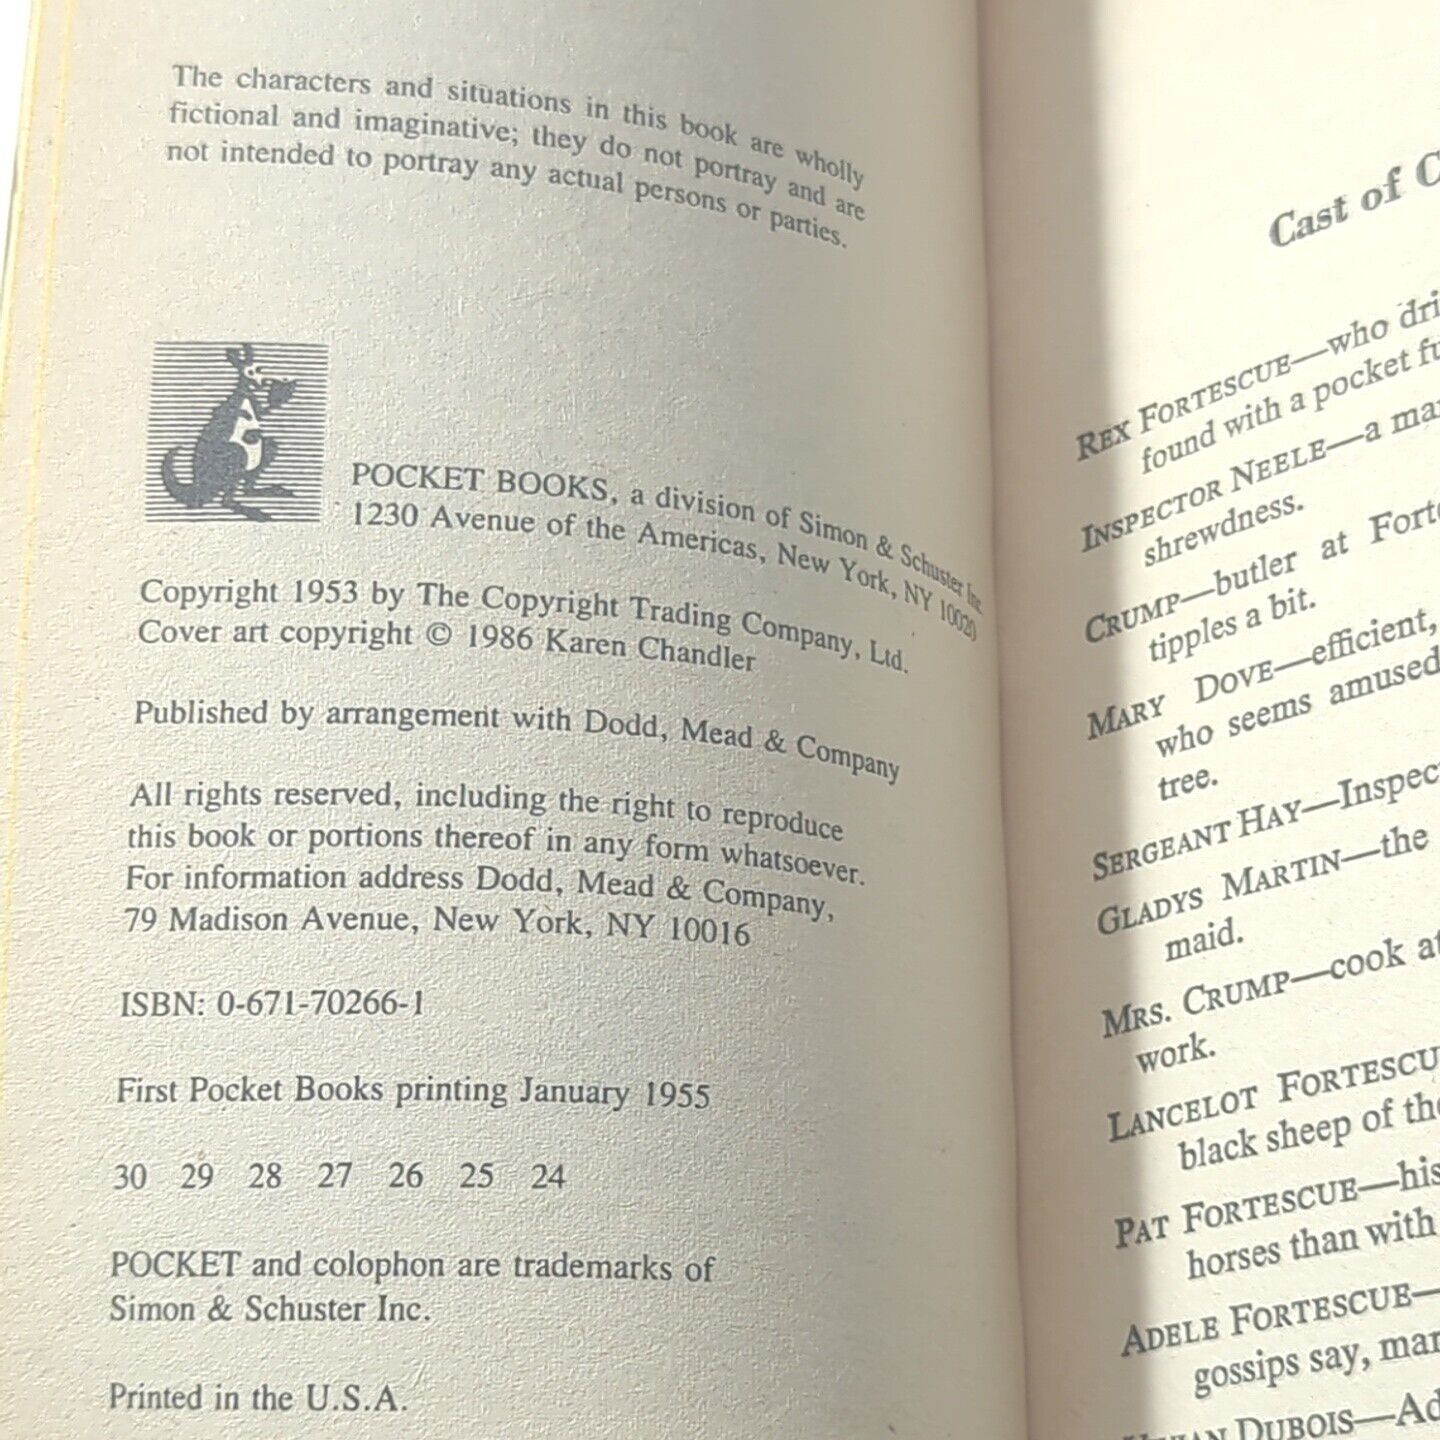 The characters and situations in this book are wholly
fictional and imaginative; they do not portray and are
not intended to portray any actual persons or parties.
POCKET BOOKS, a division of Simon & Schuster Inc.
1230 Avenue of the Americas, New York, NY 10020
Copyright 1953 by The Copyright Trading Company, Ltd.
Cover art copyright © 1986 Karen Chandler
Published by arrangement with Dodd, Mead & Company
All rights reserved, including the right to reproduce
this book or portions thereof in any form whatsoever.
For information address Dodd, Mead & Company,
79 Madison Avenue, New York, NY 10016
ISBN: 0-671-70266-1
First Pocket Books printing January 1955
30 29 28 27 26 25 24
POCKET and colophon are trademarks of
Simon & Schuster Inc.
Printed in the U.S.A.
Cast of
REX FORTESCUE—who
found with a pocket
INSPECTOR NEELE—a
shrewdness.
CRUMP—butler at
tipples a bit.
MARY DOVE—efficient,
who seems amused
tree.
SERGEANT HAY—
GLADYS MARTIN—the
maid.
MRS. CRUMP—cook
work.
LANCELOT
black sheep of
PAT FORTESCUE—his
horses than with
ADELE FORTESCUE—
gossips say,
DUBOIS—